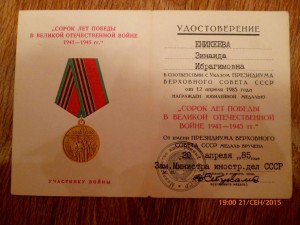 "СОРОК ЛЕТ ПОБЕДЫ
В ВЕЛИКОЙ ОТЕЧЕСТВЕННОЙ ВОЙНЕ
1941—1945 гг."
УЧАСТНИКУ ВОЙНЫ
УДОСТОВЕРЕНИЕ
ЕНИКЕЕВА
Зинаида
Ибрагимовна
В СООТВЕТСТВИИ С УКАЗОМ ПРЕЗИДИУМА
ВЕРХОВНОГО СОВЕТА СССР
от 12 апреля 1985 года
НАГРАЖДЕН ЮБИЛЕЙНОЙ МЕДАЛЬЮ
"СОРОК ЛЕТ ПОБЕДЫ
В ВЕЛИКОЙ ОТЕЧЕСТВЕННОЙ
ВОЙНЕ 1941—1945 гг."
От имени ПРЕЗИДИУМА ВЕРХОВНОГО
СОВЕТА СССР МЕДАЛЬ ВРУЧЕНА
20 апреля 85 г.
Зам.Министра иностр.дел СССР
19:00 21/СЕН/2015